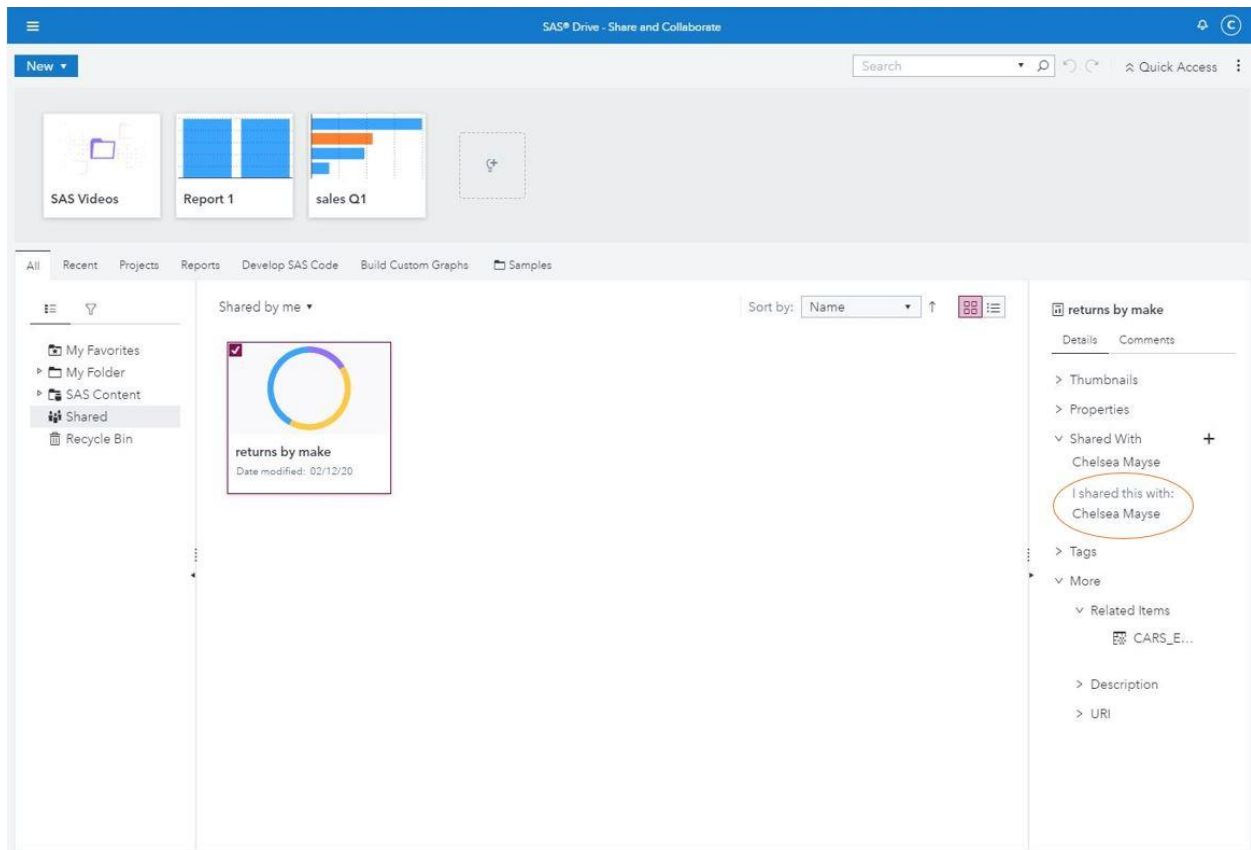 SAS® Drive - Share and Collaborate
C
New
Search
Quick Access
SAS Videos
Report 1
sales Q1
All Recent Projects Reports Develop SAS Code Build Custom Graphs Samples
My Favorites
My Folder
SAS Content
Shared
Recycle Bin
Shared by me
Sort by: Name
returns by make
Date modified: 02/12/20
returns by make
Details Comments
Thumbnails
Properties
Shared With
Chelsea Mayse
I shared this with:
Chelsea Mayse
Tags
More
Related Items
CARS_E...
Description
URI